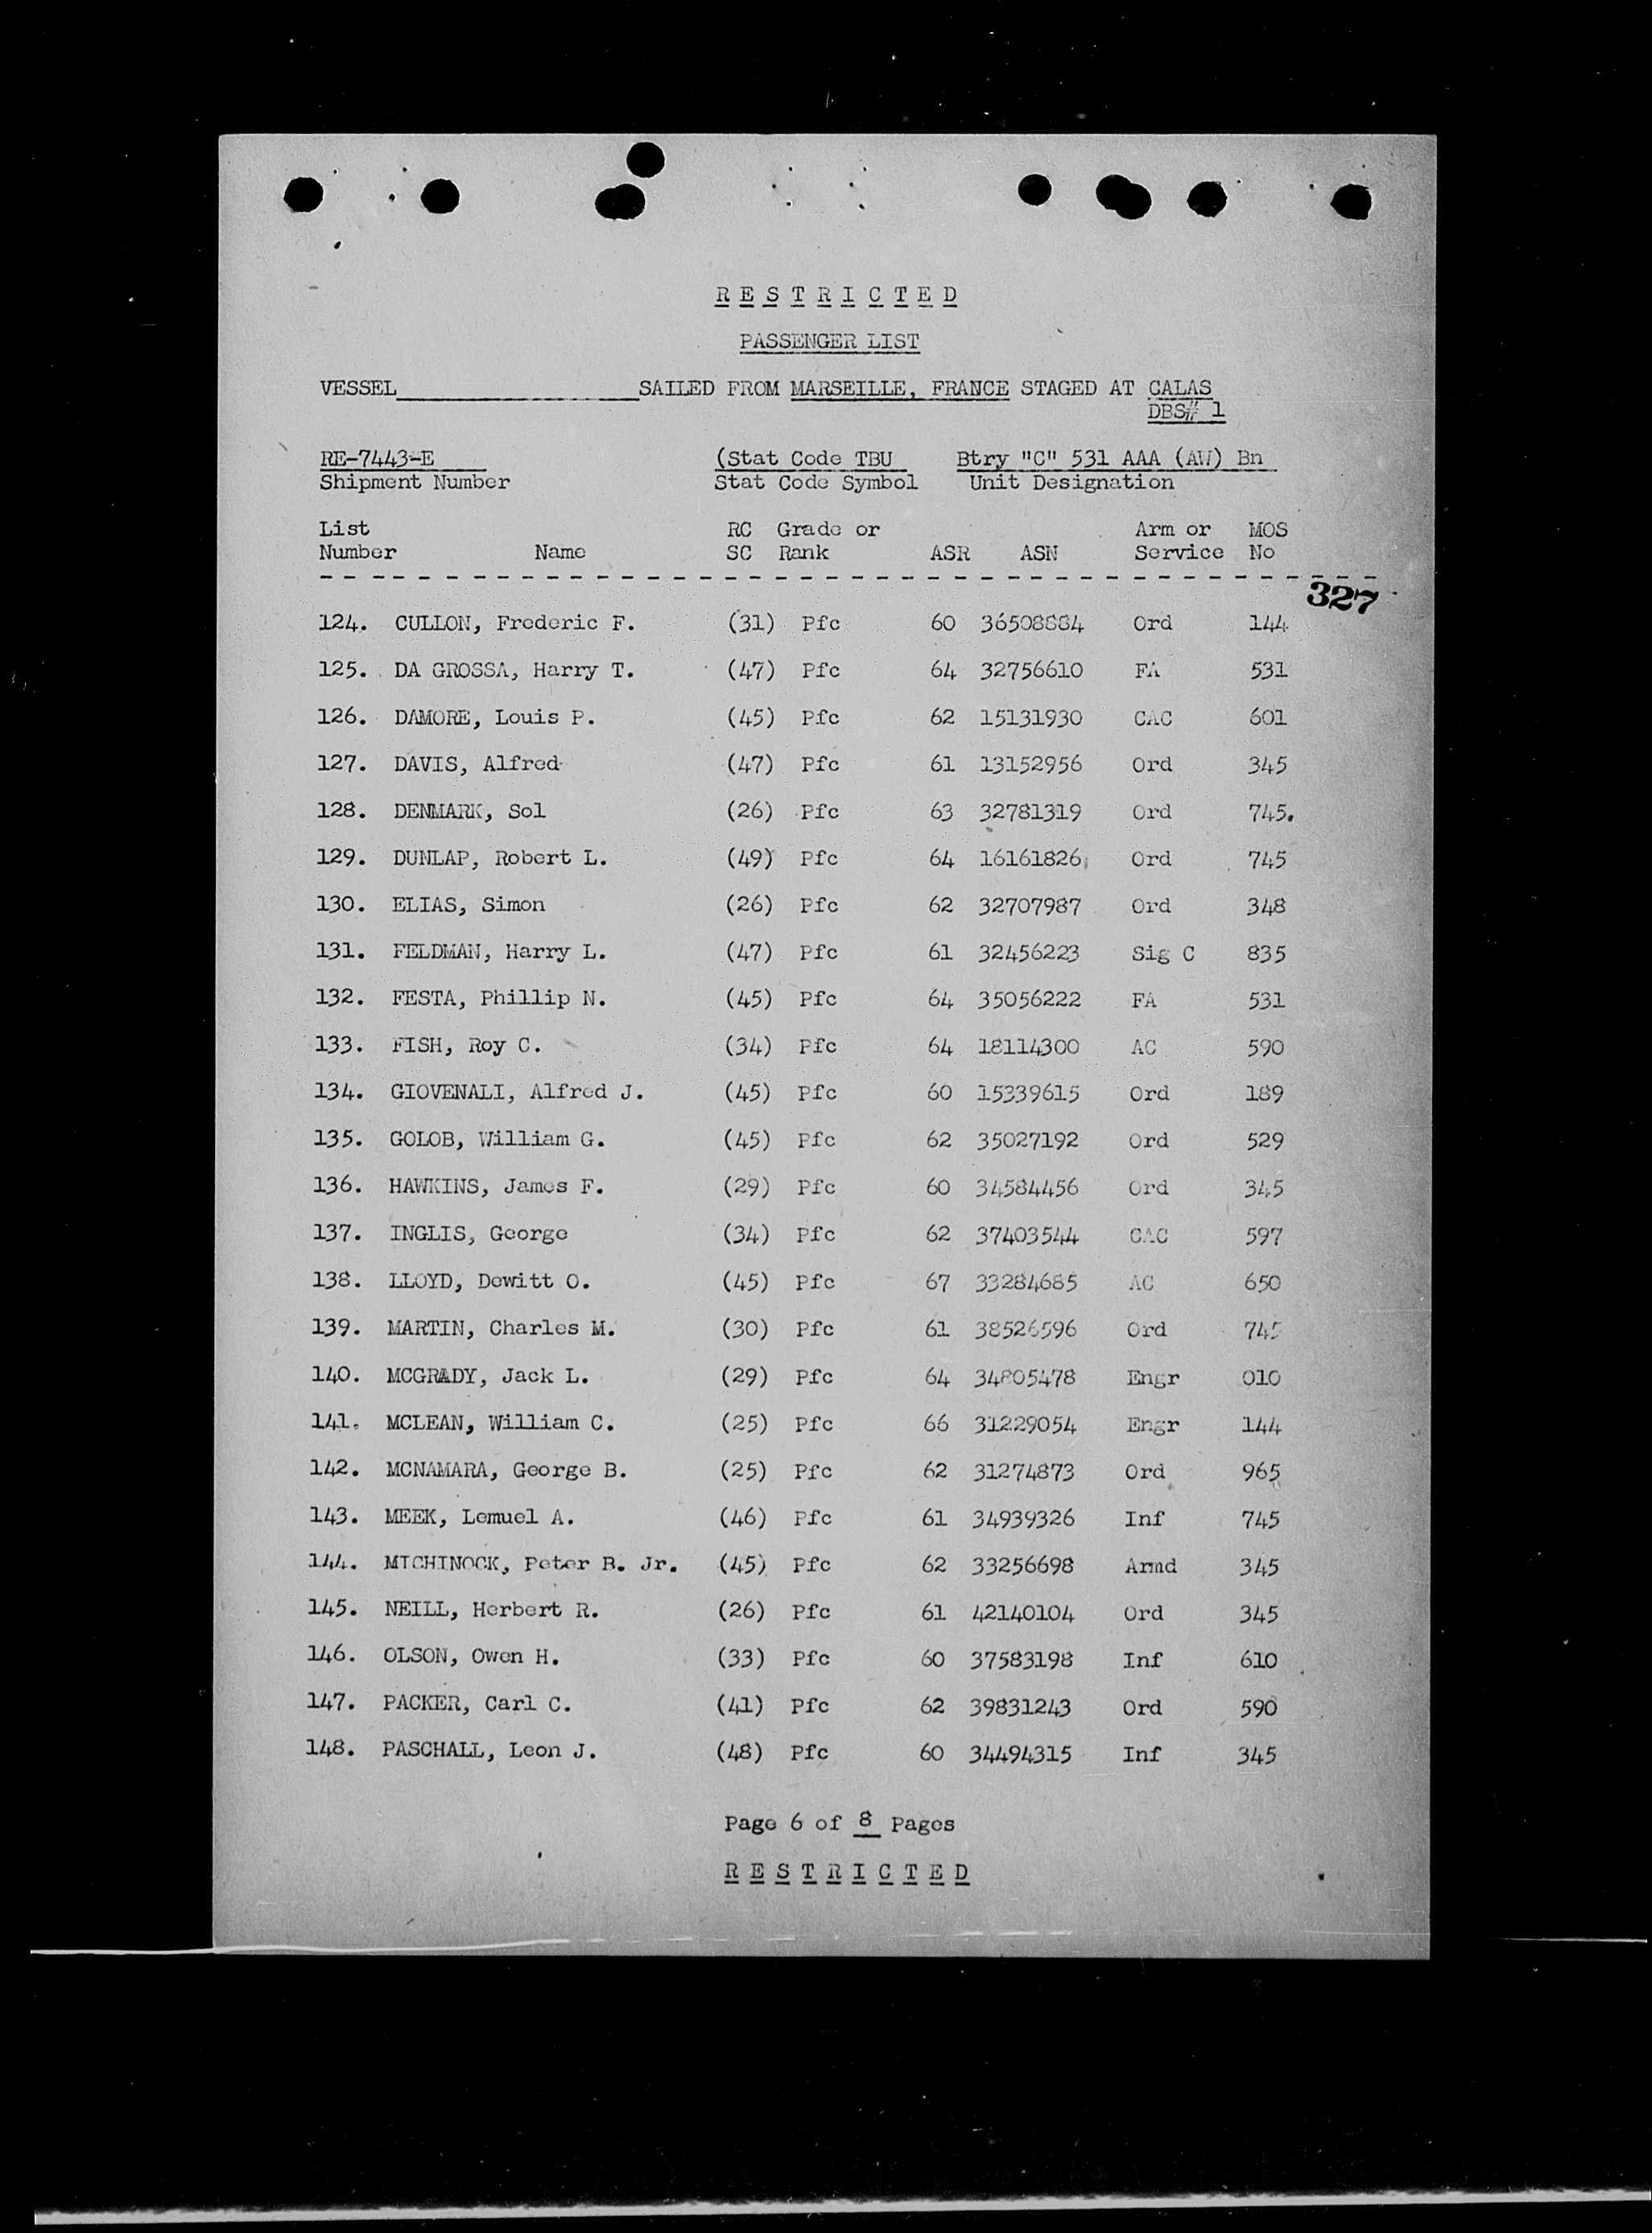 RESTRICTED
PASSENGER LIST
VESSEL SAILED FROM MARSEILLE, FRANCE STAGED AT CALAS
DBS# 1
RE-7443-E (Stat Code TBU Btry "C" 531 AAA (AW) Bn
Shipment Number Stat Code Symbol Unit Designation
List RC Grade or Arm or MOS
Number Name SC Rank ASR ASN Service No
327
124. CULLON, Frederic F. (31) Pfc 60 36508884 Ord 144
125. DA GROSSA, Harry T. (47) Pfc 64 32756610 FA 531
126. DAMORE, Louis P. (45) Pfc 62 15131930 CAC 601
127. DAVIS, Alfred (47) Pfc 61 13152956 Ord 345
128. DENMARK, Sol (26) Pfc 63 32781319 Ord 745.
129. DUNLAP, Robert L. (49) Pfc 64 16161826 Ord 745
130. ELIAS, Simon (26) Pfc 62 32707987 Ord 348
131. FELDMAN, Harry L. (47) Pfc 61 32456223 Sig C 835
132. FESTA, Phillip N. (45) Pfc 64 35056222 FA 531
133. FISH, Roy C. (34) Pfc 64 18114300 AC 590
134. GIOVENALI, Alfred J. (45) Pfc 60 15339615 Ord 189
135. GOLOB, William G. (45) Pfc 62 35027192 Ord 529
136. HAWKINS, James F. (29) Pfc 60 34584456 Ord 345
137. INGLIS, George (34) Pfc 62 37403544 CAC 597
138. LLOYD, Dewitt O. (45) Pfc 67 33284685 AC 650
139. MARTIN, Charles M. (30) Pfc 61 38526596 Ord 745
140. MCGRADY, Jack L. (29) Pfc 64 34805478 Engr 010
141. MCLEAN, William C. (25) Pfc 66 31229054 Engr 144
142. MCNAMARA, George B. (25) Pfc 62 31274873 Ord 965
143. MEEK, Lemuel A. (46) Pfc 61 34939326 Inf 745
144. MICHINOCK, Peter B. Jr. (45) Pfc 62 33256698 Armd 345
145. NEILL, Herbert R. (26) Pfc 61 42140104 Ord 345
146. OLSON, Owen H. (33) Pfc 60 37583198 Inf 610
147. PACKER, Carl C. (41) Pfc 62 39831243 Ord 590
148. PASCHALL, Leon J. (48) Pfc 60 34494315 Inf 345
Page 6 of 8 Pages
RESTRICTED